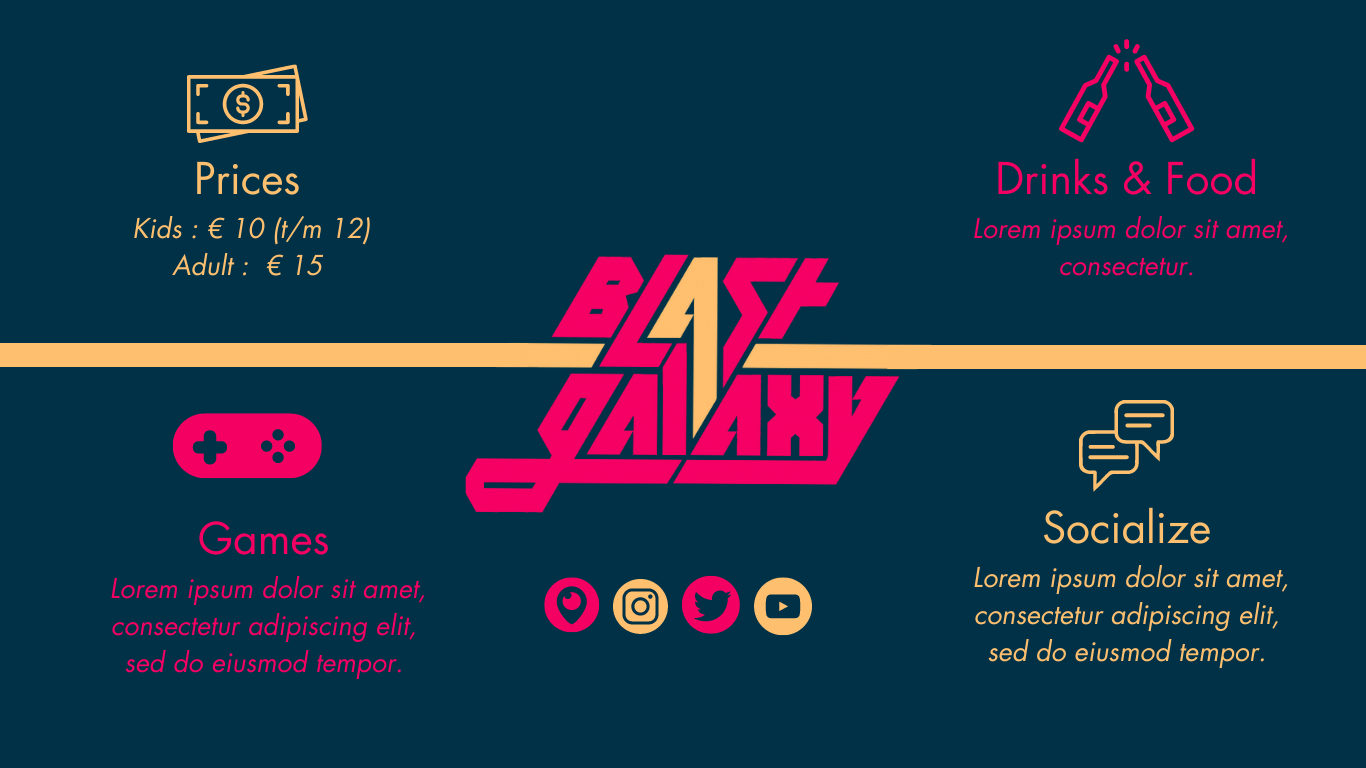 Prices
Kids : € 10 (t/m 12)
Adult :  € 15
Drinks & Food
Lorem ipsum dolor sit amet,
consectetur.
BLAST
GALAXY
Games
Lorem ipsum dolor sit amet,
consectetur adipiscing elit,
sed do eiusmod tempor.
Socialize
Lorem ipsum dolor sit amet,
consectetur adipiscing elit,
sed do eiusmod tempor.